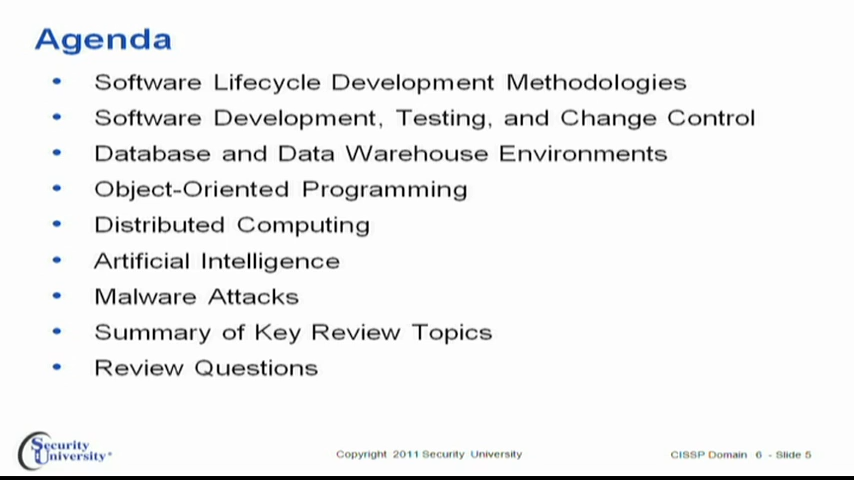 Agenda
• Software Lifecycle Development Methodologies
• Software Development, Testing, and Change Control
• Database and Data Warehouse Environments
• Object-Oriented Programming
• Distributed Computing
• Artificial Intelligence
• Malware Attacks
• Summary of Key Review Topics
• Review Questions
Security
University
Copyright 2011 Security University
CISSP Domain 6 - Slide 5